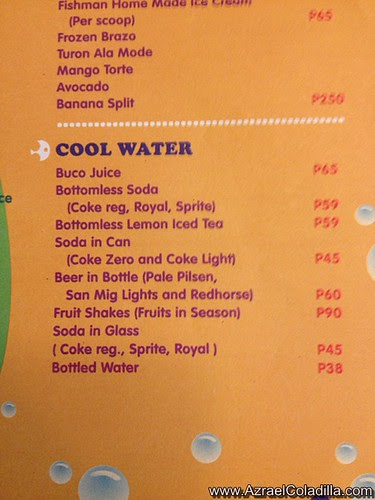 Fishman Home Made Ice Cream
(Per scoop) P65
Frozen Brazo
Turon Ala Mode
Mango Torte
Avocado
Banana Split P250
COOL WATER
Buco Juice P65
Bottomless Soda
(Coke reg, Royal, Sprite) P59
Bottomless Lemon Iced Tea P59
Soda in Can
(Coke Zero and Coke Light) P45
Beer in Bottle (Pale Pilsen,
San Mig Lights and Redhorse) P60
Fruit Shakes (Fruits in Season) P90
Soda in Glass
( Coke reg., Sprite, Royal ) P45
Bottled Water P38
www.AzraelColadilla.com